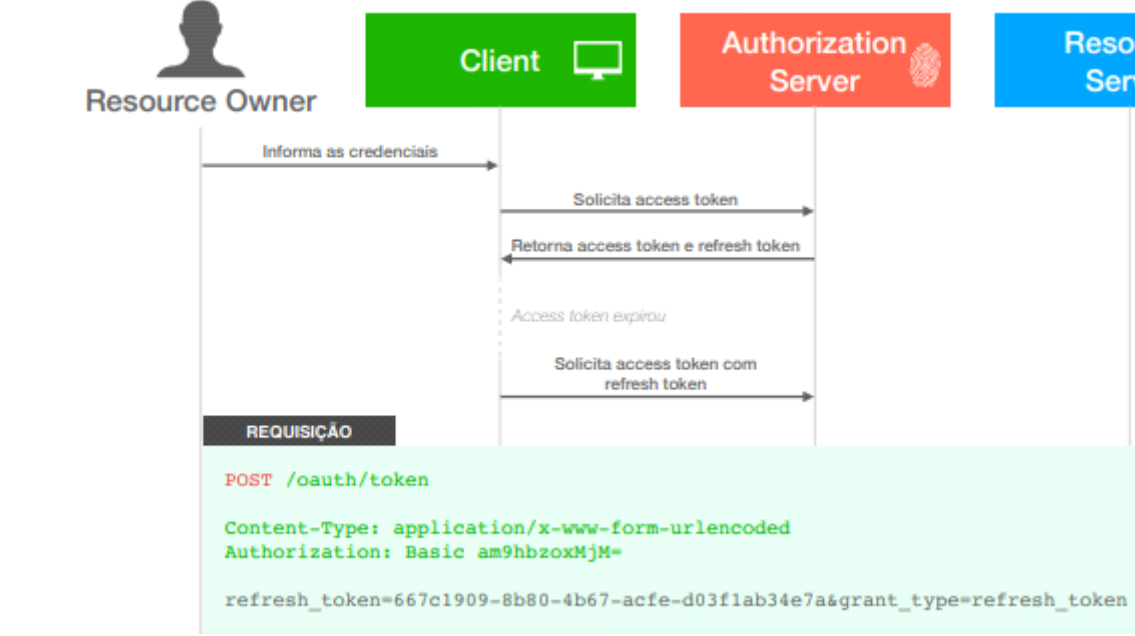 Resource Owner
Client
Authorization
Server
Informa as credenciais
Solicita access token
Retorna access token e refresh token
Access token expirou
Solicita access token com
refresh token
REQUISIÇÃO
POST /oauth/token
Content-Type: application/x-www-form-urlencoded
Authorization: Basic am9hbzoxMjM=
refresh_token=667c1909-8b80-4b67-acfe-d03f1ab34e7a&grant_type=refresh_token